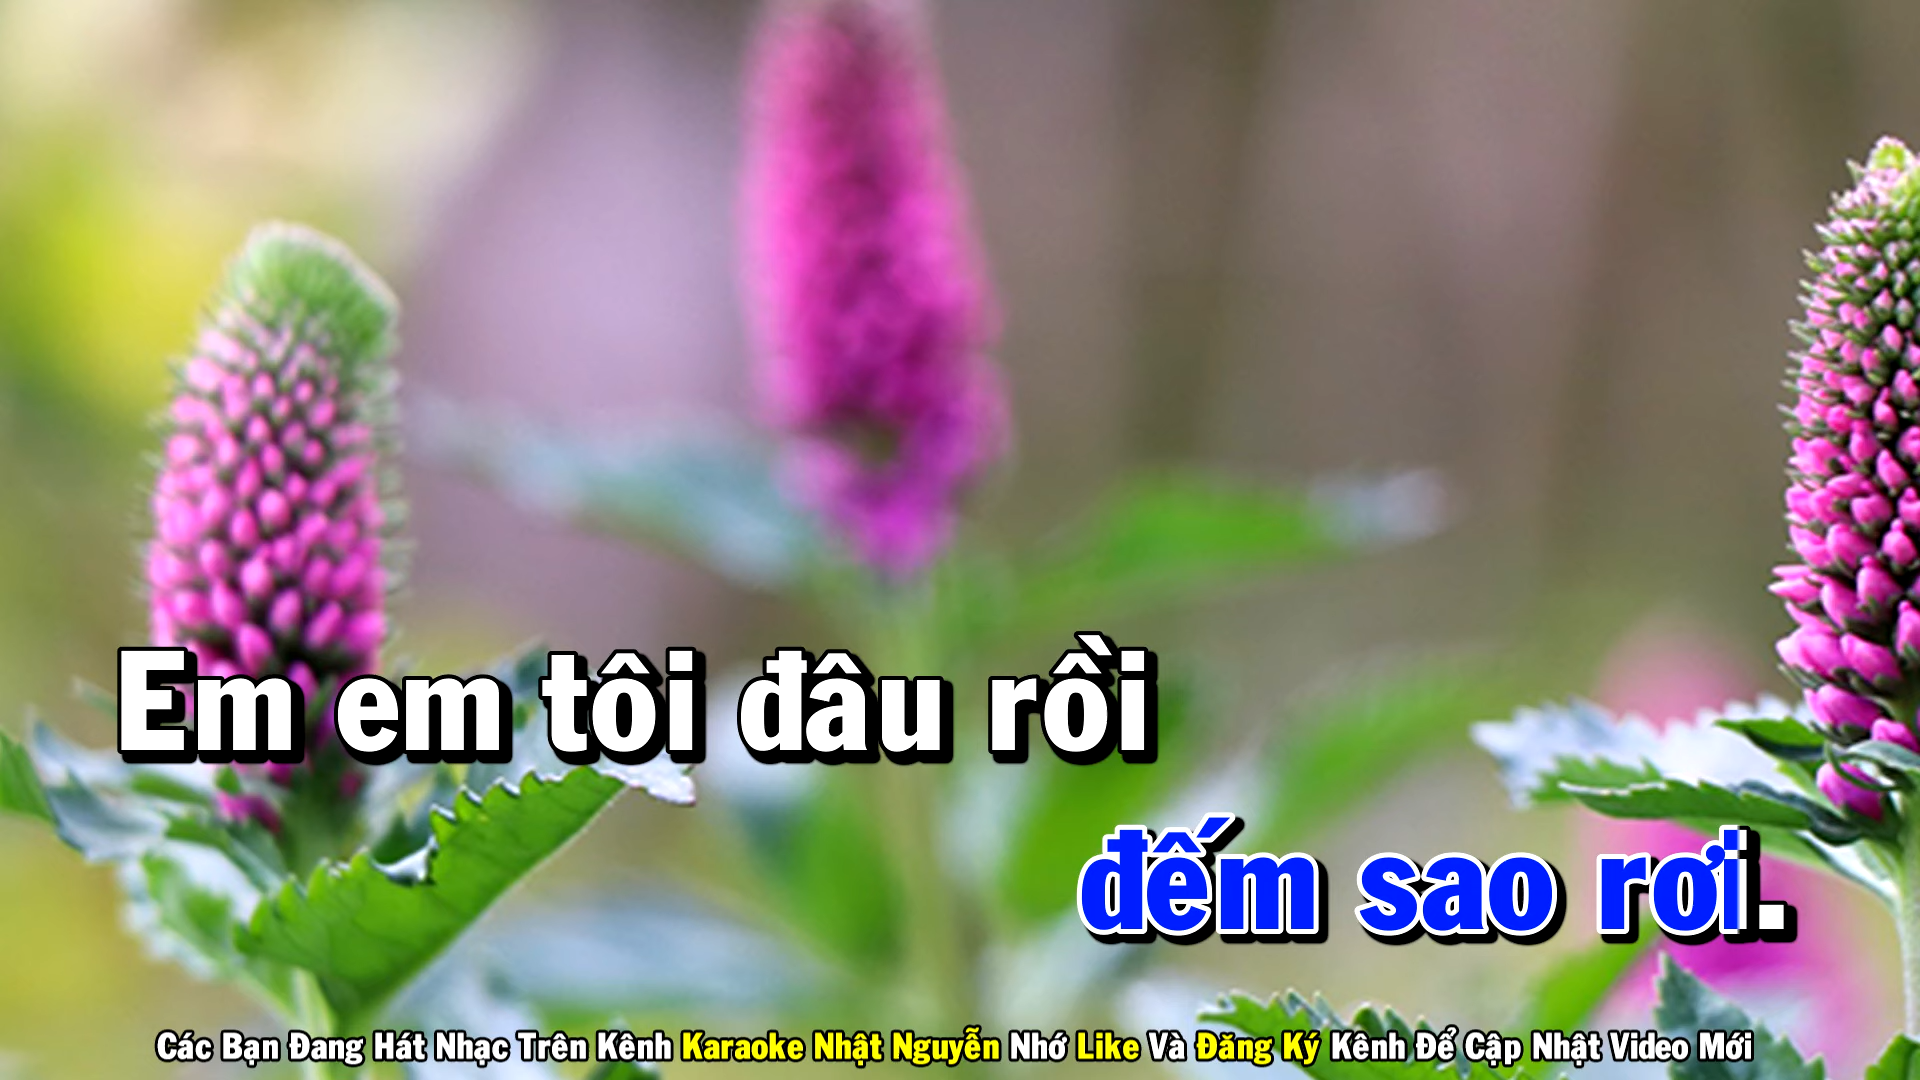 Em em tôi đâu rồi
đếm sao rơi.
Các Bạn Đang Hát Nhạc Trên Kênh Karaoke Nhật Nguyễn Nhớ Like Và Đăng Ký Kênh Để Cập Nhật Video Mới